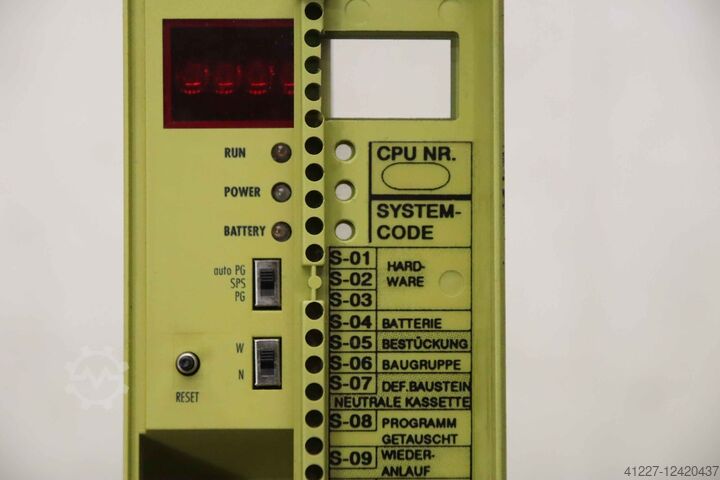 RUN
POWER
BATTERY
auto PG
SPS
PG
W
N
RESET
CPU NR.
SYSTEM-
CODE
S-01
S-02
S-03
HARD-
WARE
S-04 BATTERIE
S-05 BESTÜCKUNG
S-06 BAUGRUPPE
S-07 DEF.BAUSTEIN
NEUTRALE KASSETTE
S-08 PROGRAMM
GETAUSCHT
S-09 WIEDER-
ANLAUF
41227-12420437